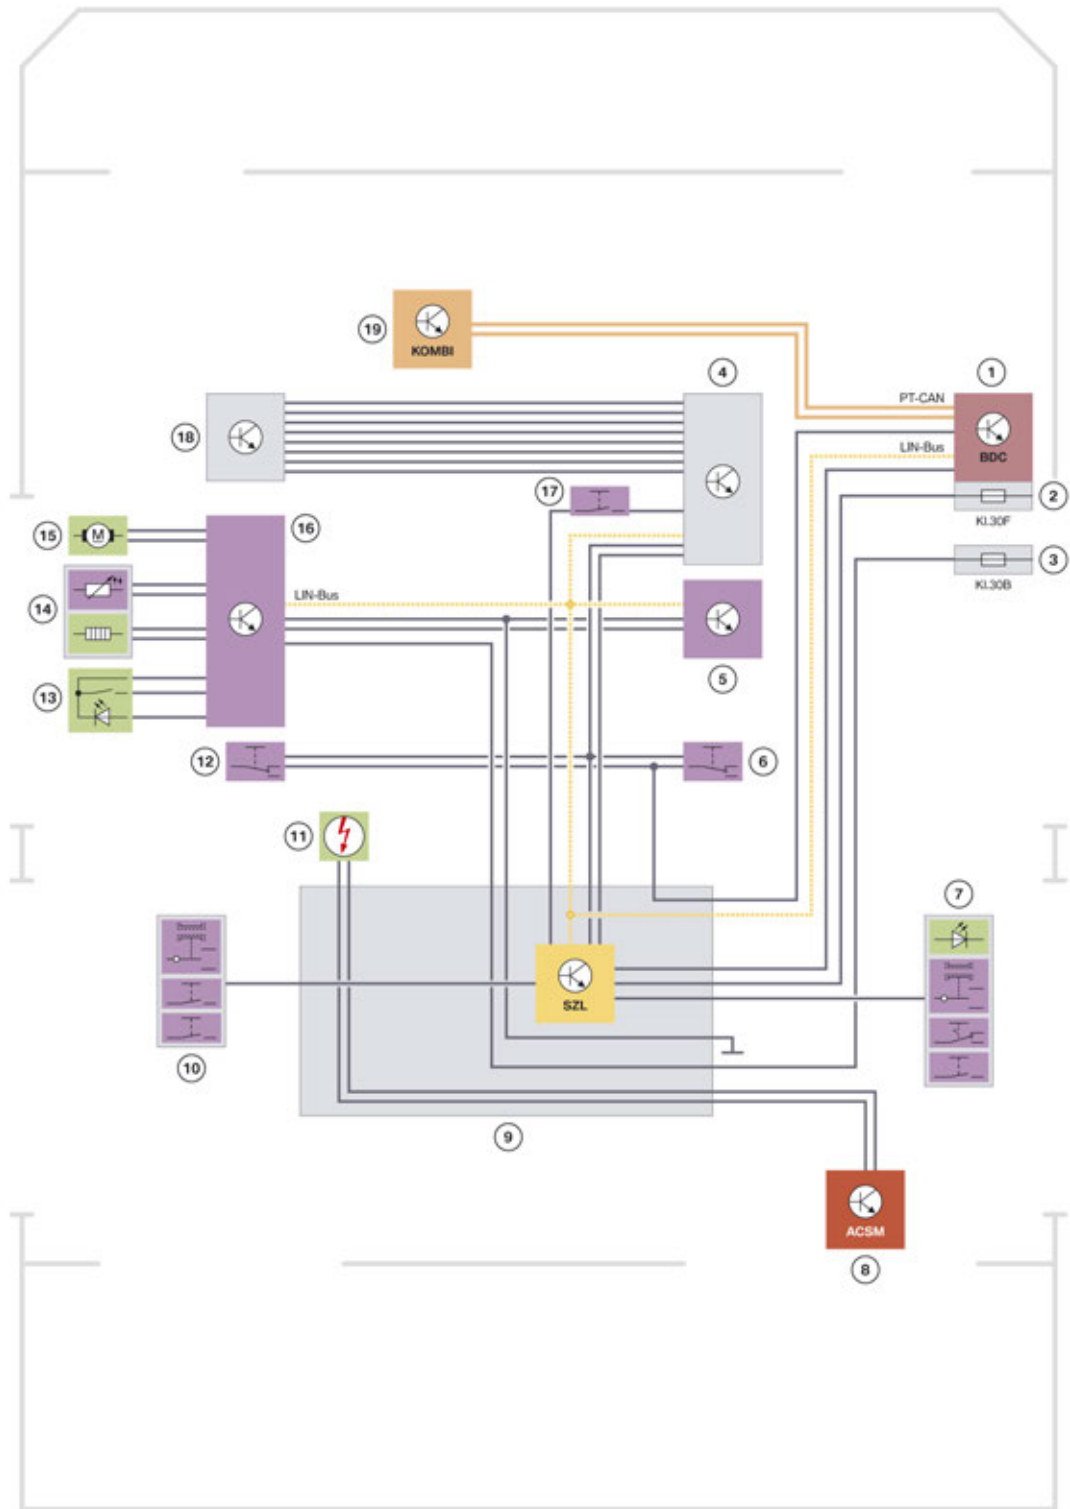 19
KOMBI
4
1
PT-CAN
18
BDC
LIN-Bus
17
2
Kl.30F
15
16
3
Kl.30B
14
LIN-Bus
5
13
12
6
11
7
SZL
10
9
ACSM
8